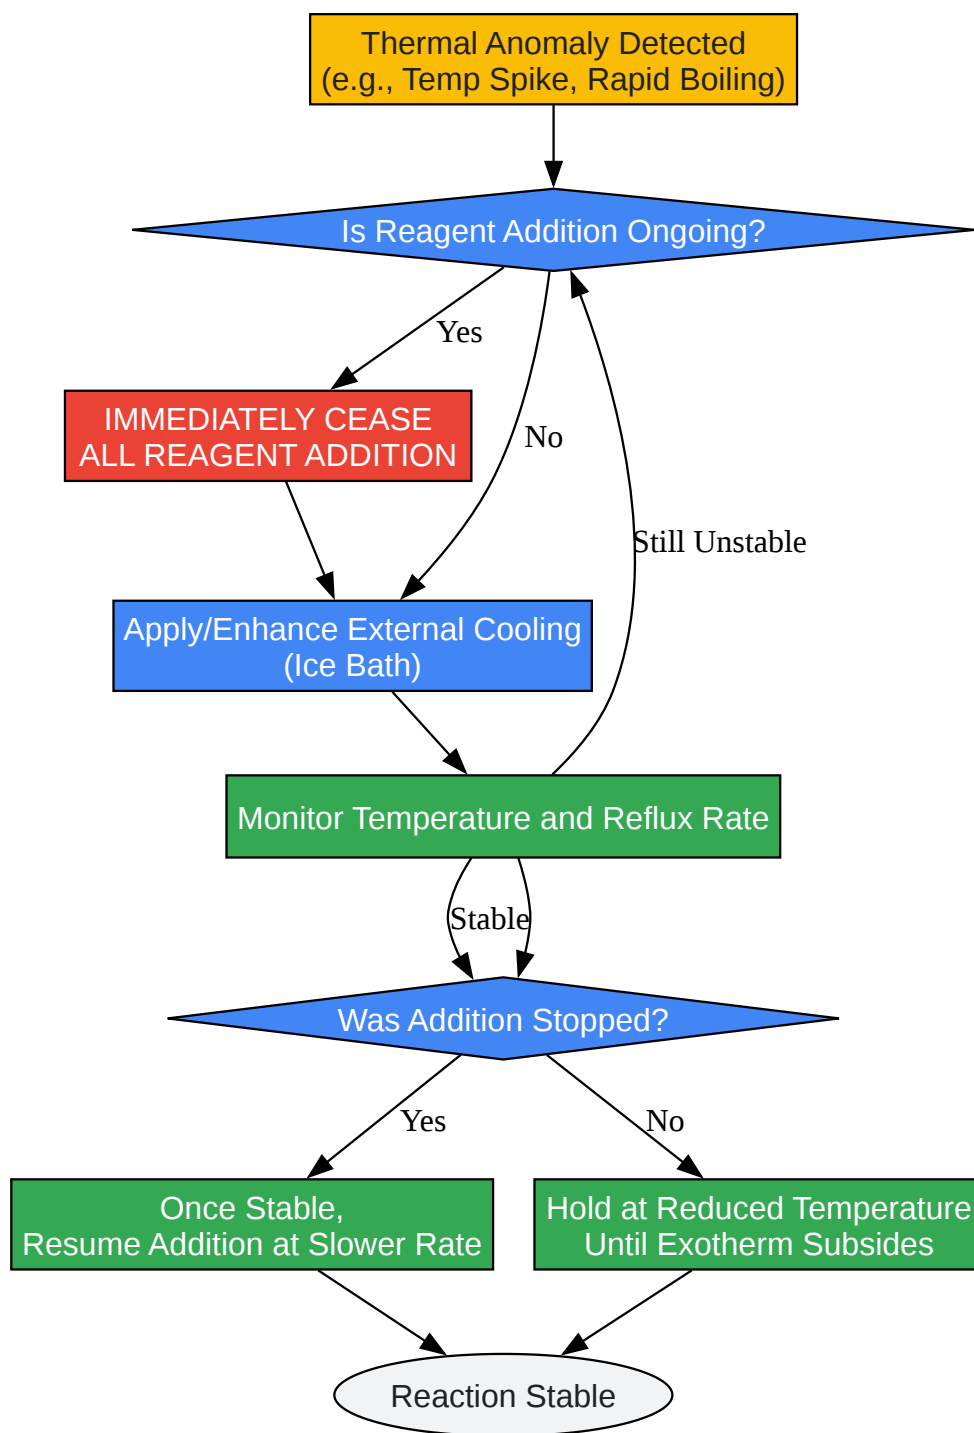 Thermal Anomaly Detected
(e.g., Temp Spike, Rapid Boiling)
Is Reagent Addition Ongoing?
Yes
IMMEDIATELY CEASE
ALL REAGENT ADDITION
No
Still Unstable
Apply/Enhance External Cooling
(Ice Bath)
Monitor Temperature and Reflux Rate
Stable
Was Addition Stopped?
Yes
No
Once Stable,
Resume Addition at Slower Rate
Hold at Reduced Temperature
Until Exotherm Subsides
Reaction Stable